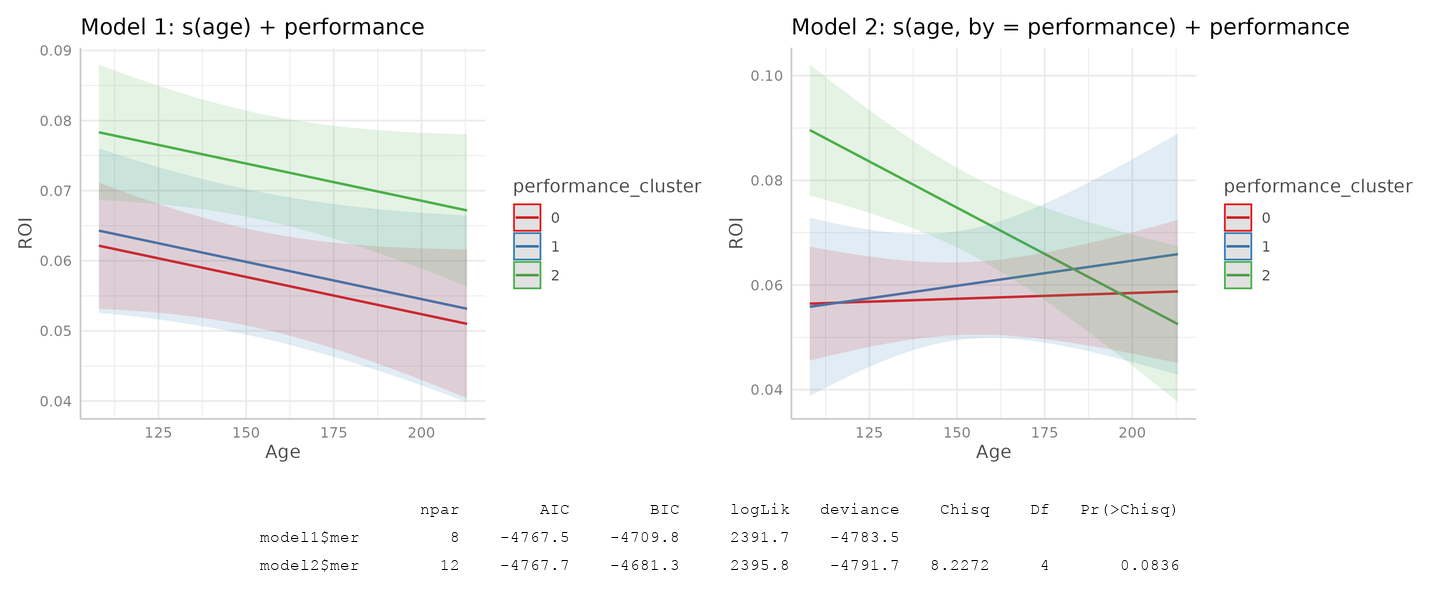 Model 1: s(age) + performance
0.09
0.08
0.07
0.06
0.05
0.04
ROI
125 150 175 200
Age
performance_cluster
0
1
2
Model 2: s(age, by = performance) + performance
0.10
0.08
0.06
0.04
ROI
125 150 175 200
Age
performance_cluster
0
1
2
npar AIC BIC logLik deviance Chisq Df Pr(>Chisq)
model1$mer 8 -4767.5 -4709.8 2391.7 -4783.5
model2$mer 12 -4767.7 -4681.3 2395.8 -4791.7 8.2272 4 0.0836